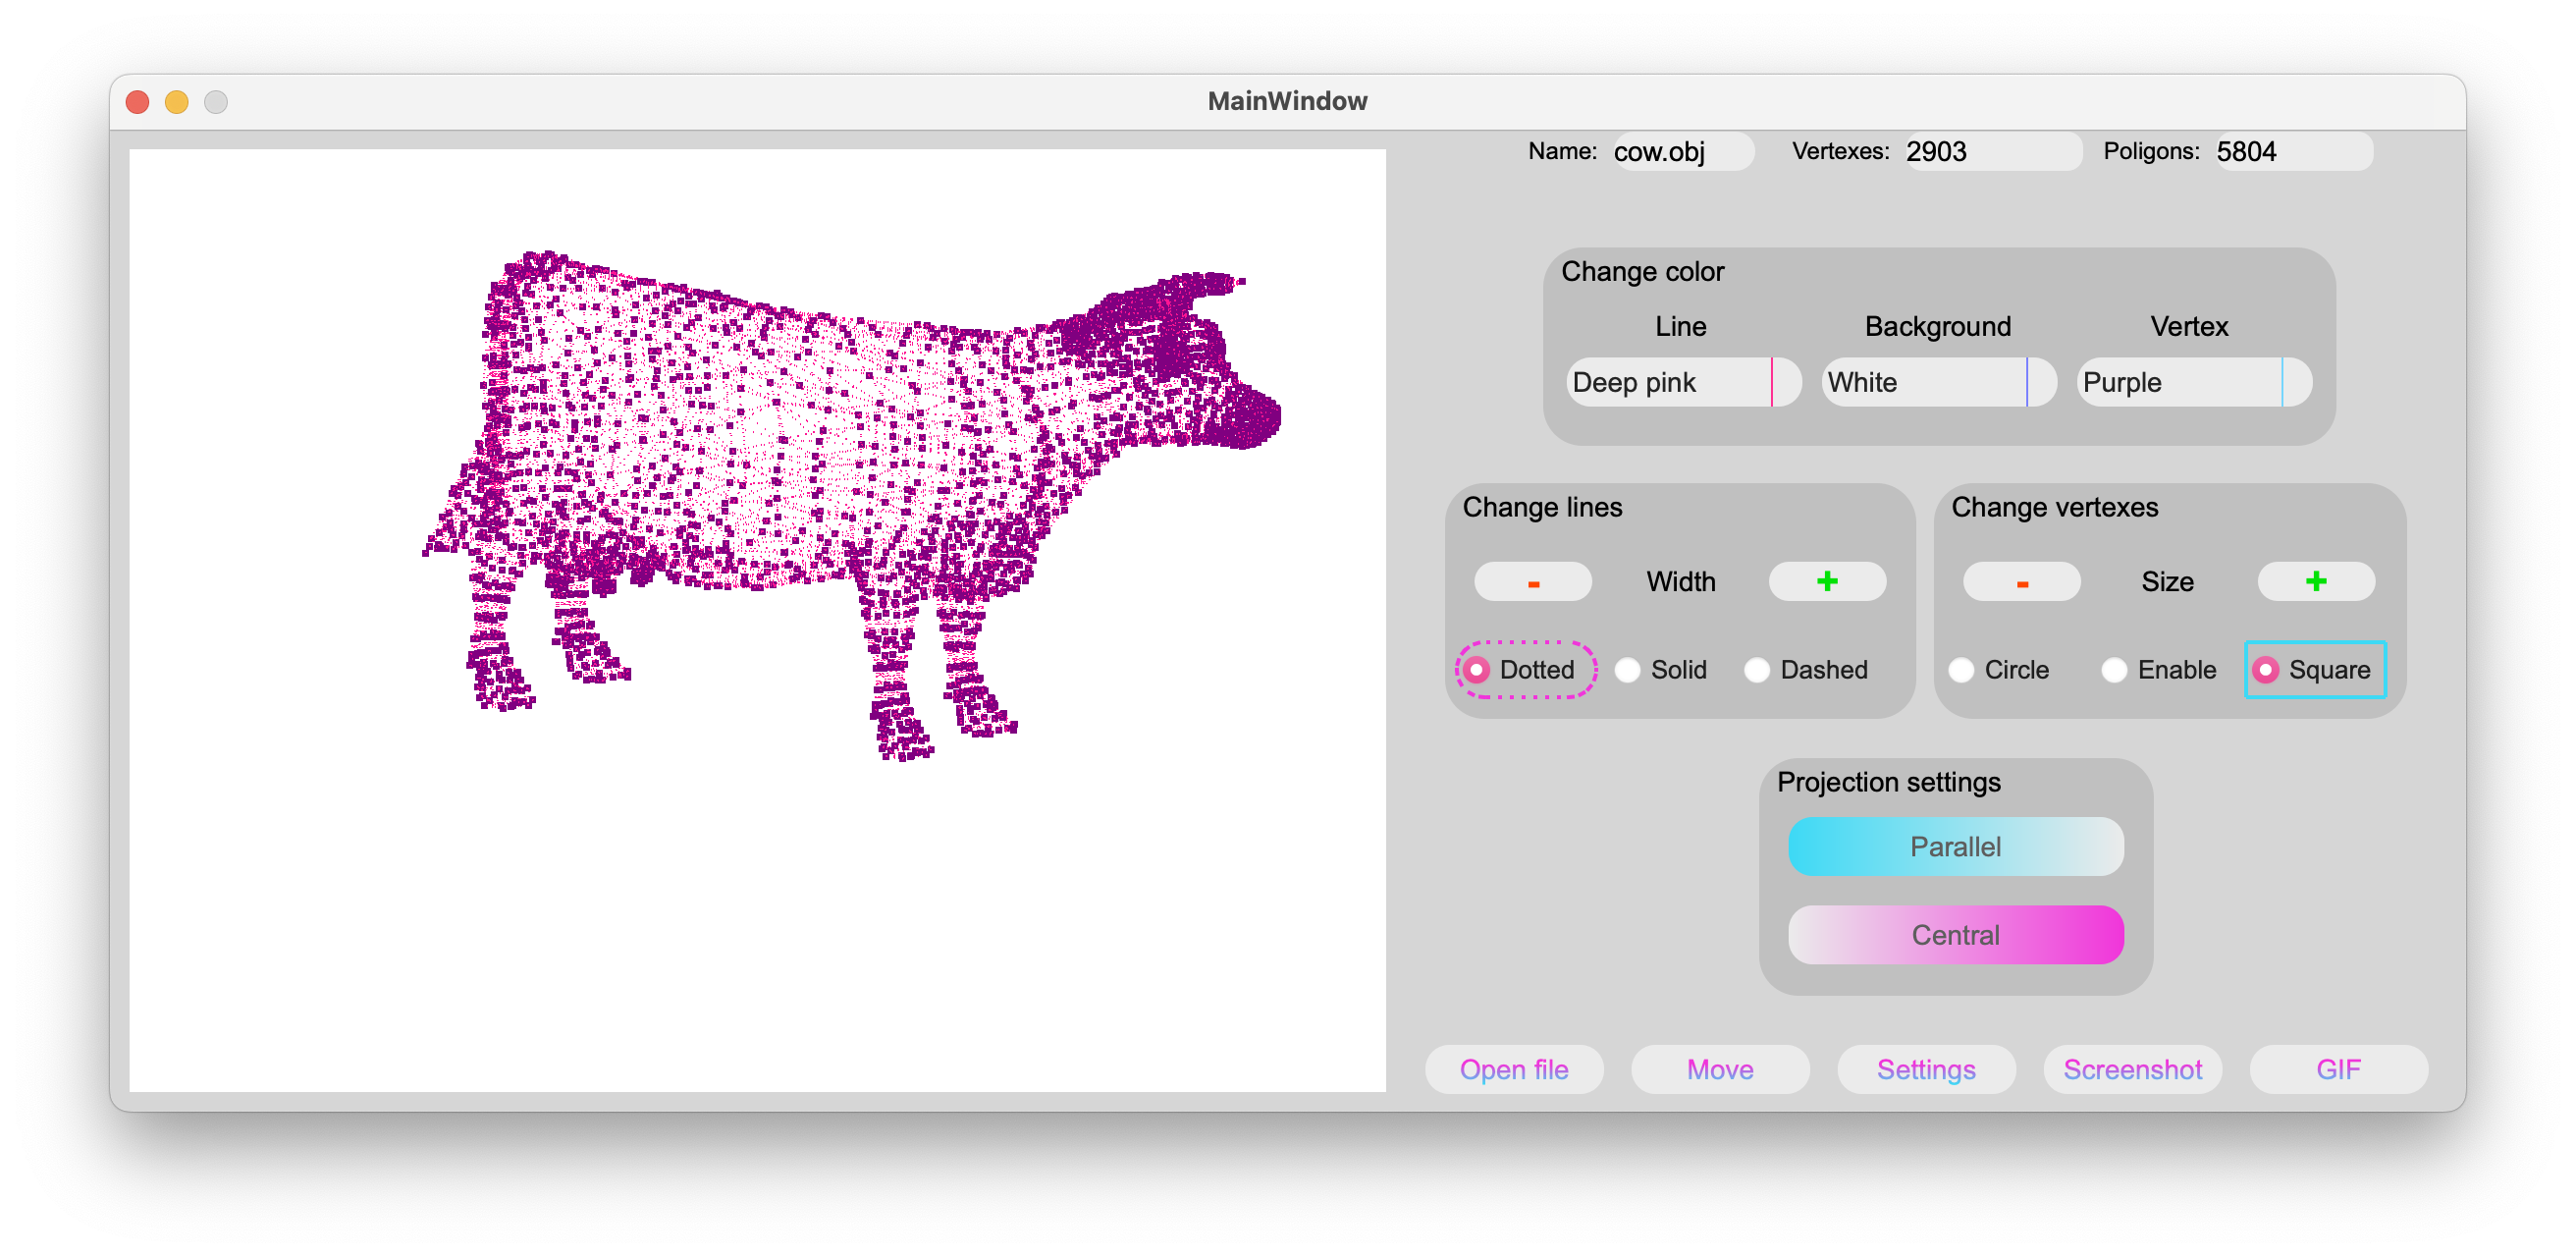 MainWindow
Name: cow.obj Vertexes: 2903 Poligons: 5804
Change color
Line Background Vertex
Deep pink White Purple
Change lines
- Width +
Dotted Solid Dashed
Change vertexes
- Size +
Circle Enable Square
Projection settings
Parallel
Central
Open file Move Settings Screenshot GIF